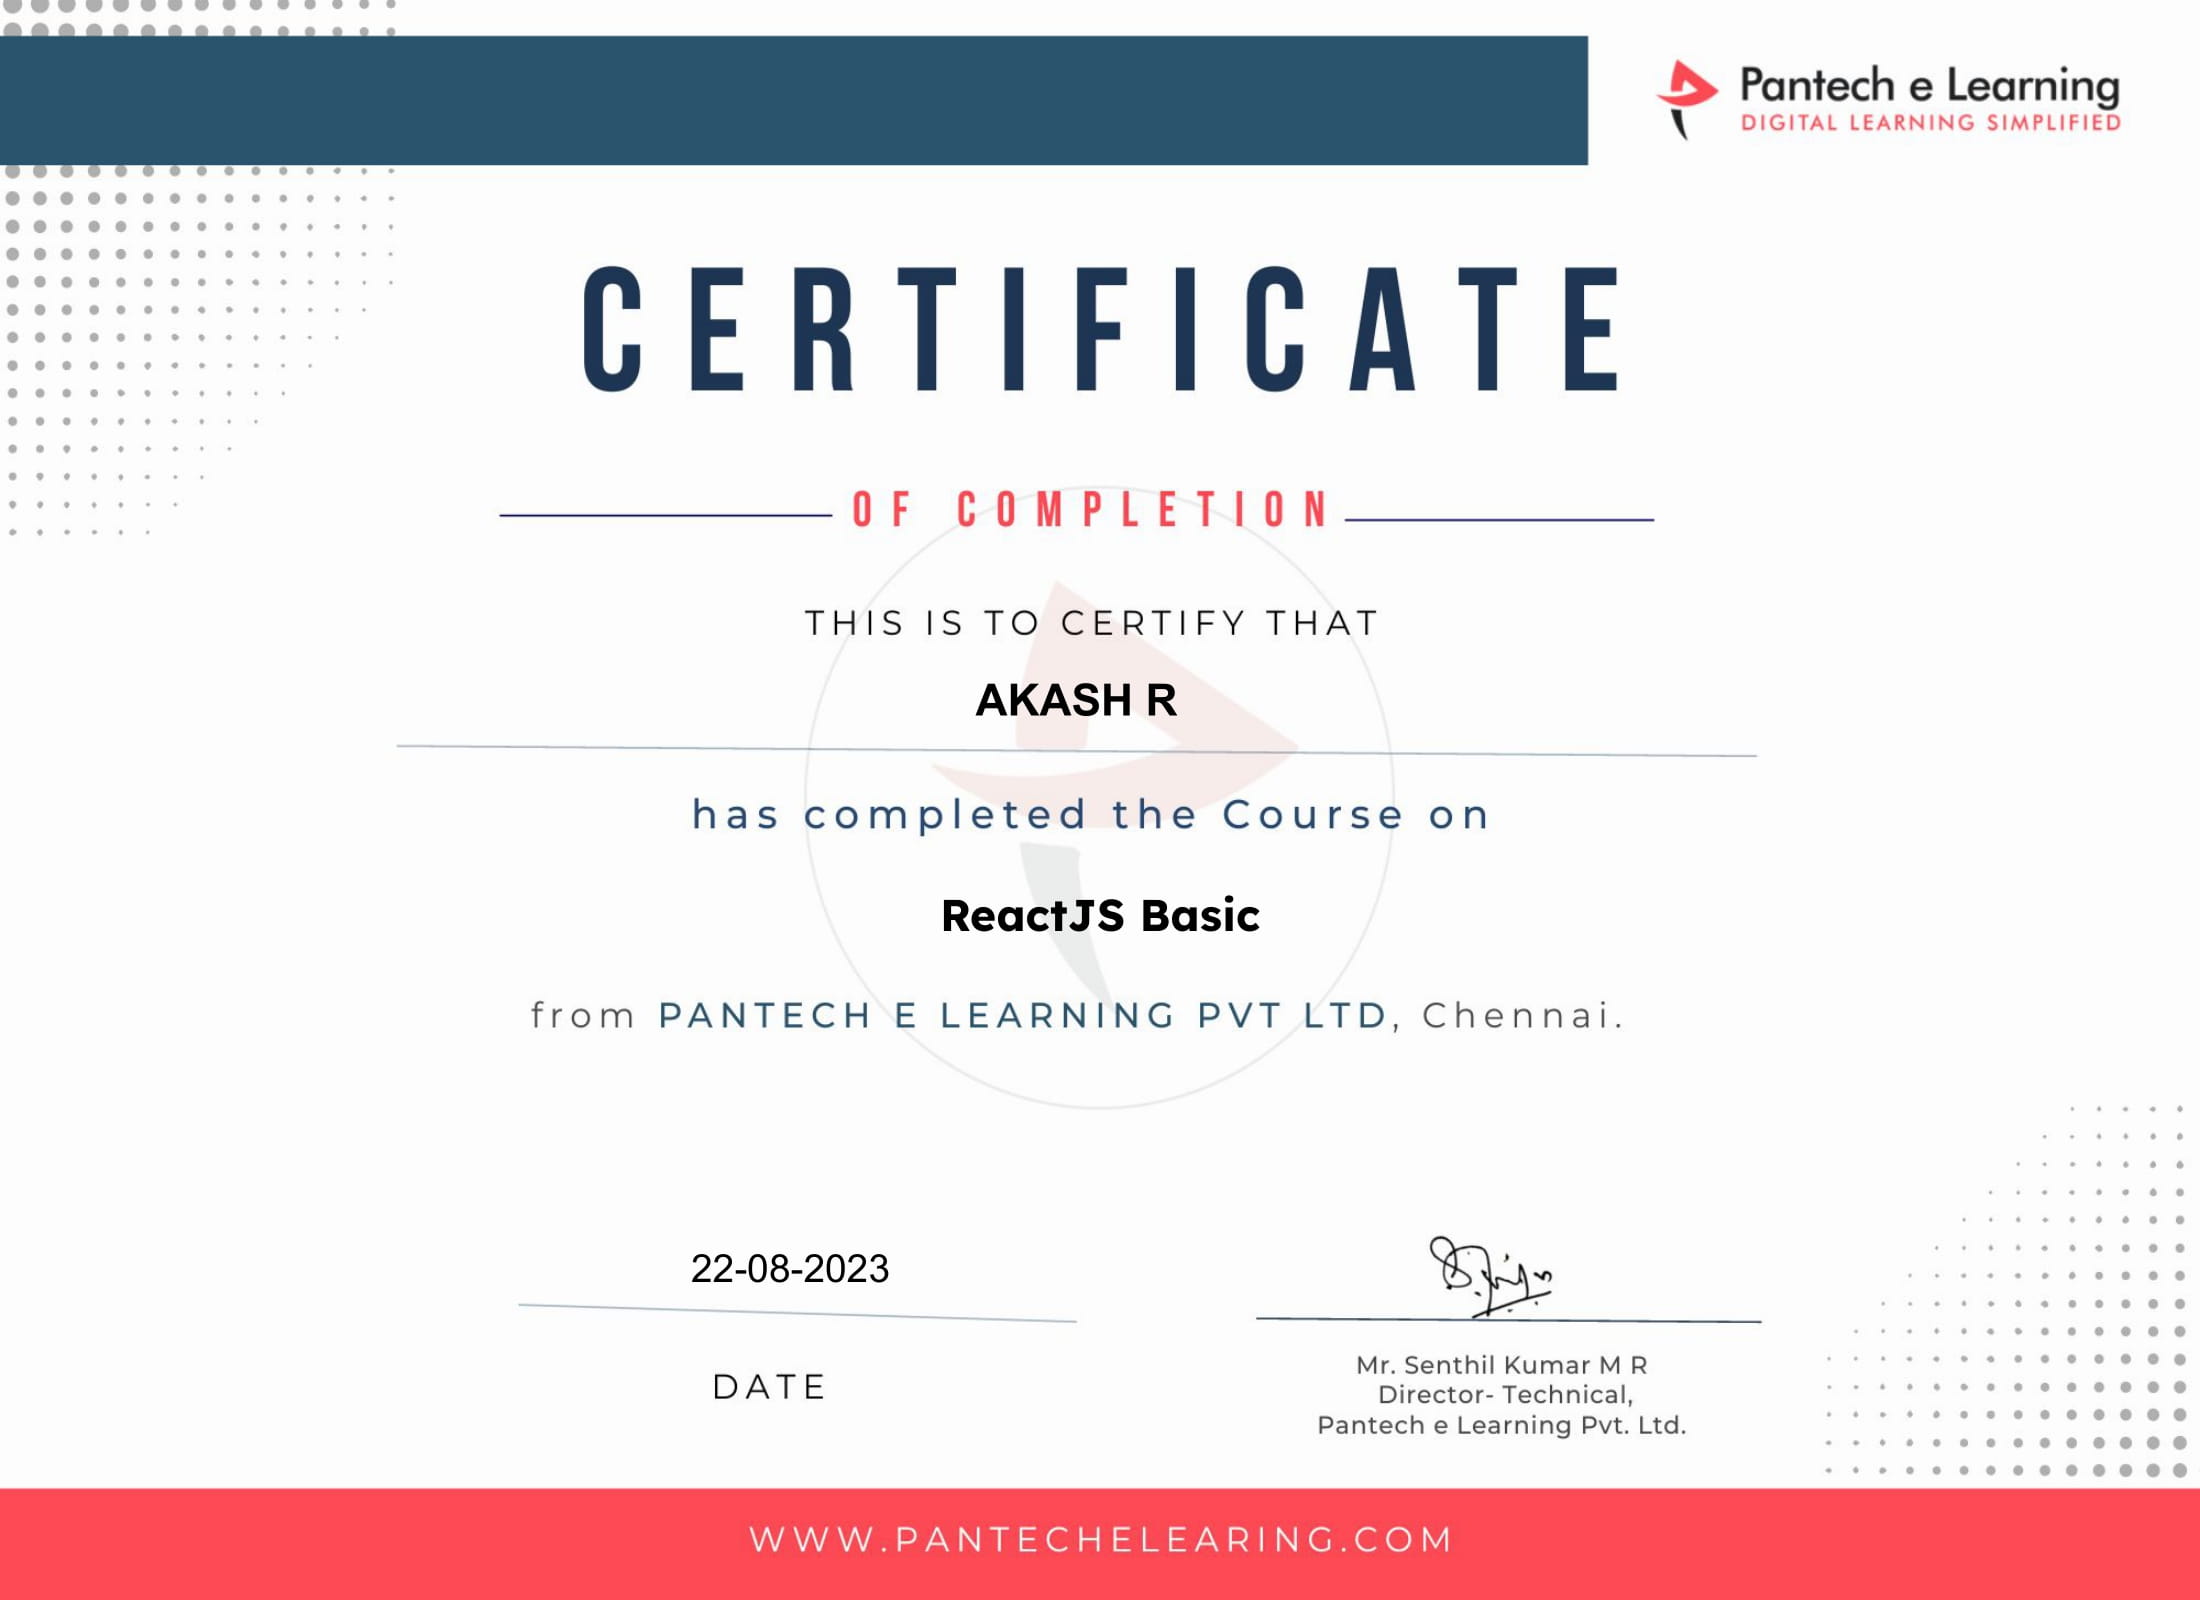 Pantech e Learning
DIGITAL LEARNING SIMPLIFIED
CERTIFICATE
OF COMPLETION
THIS IS TO CERTIFY THAT
AKASH R
has completed the Course on
ReactJS Basic
from PANTECH E LEARNING PVT LTD, Chennai.
22-08-2023
DATE
Mr. Senthil Kumar M R
Director- Technical,
Pantech e Learning Pvt. Ltd.
WWW.PANTECHELEARING.COM